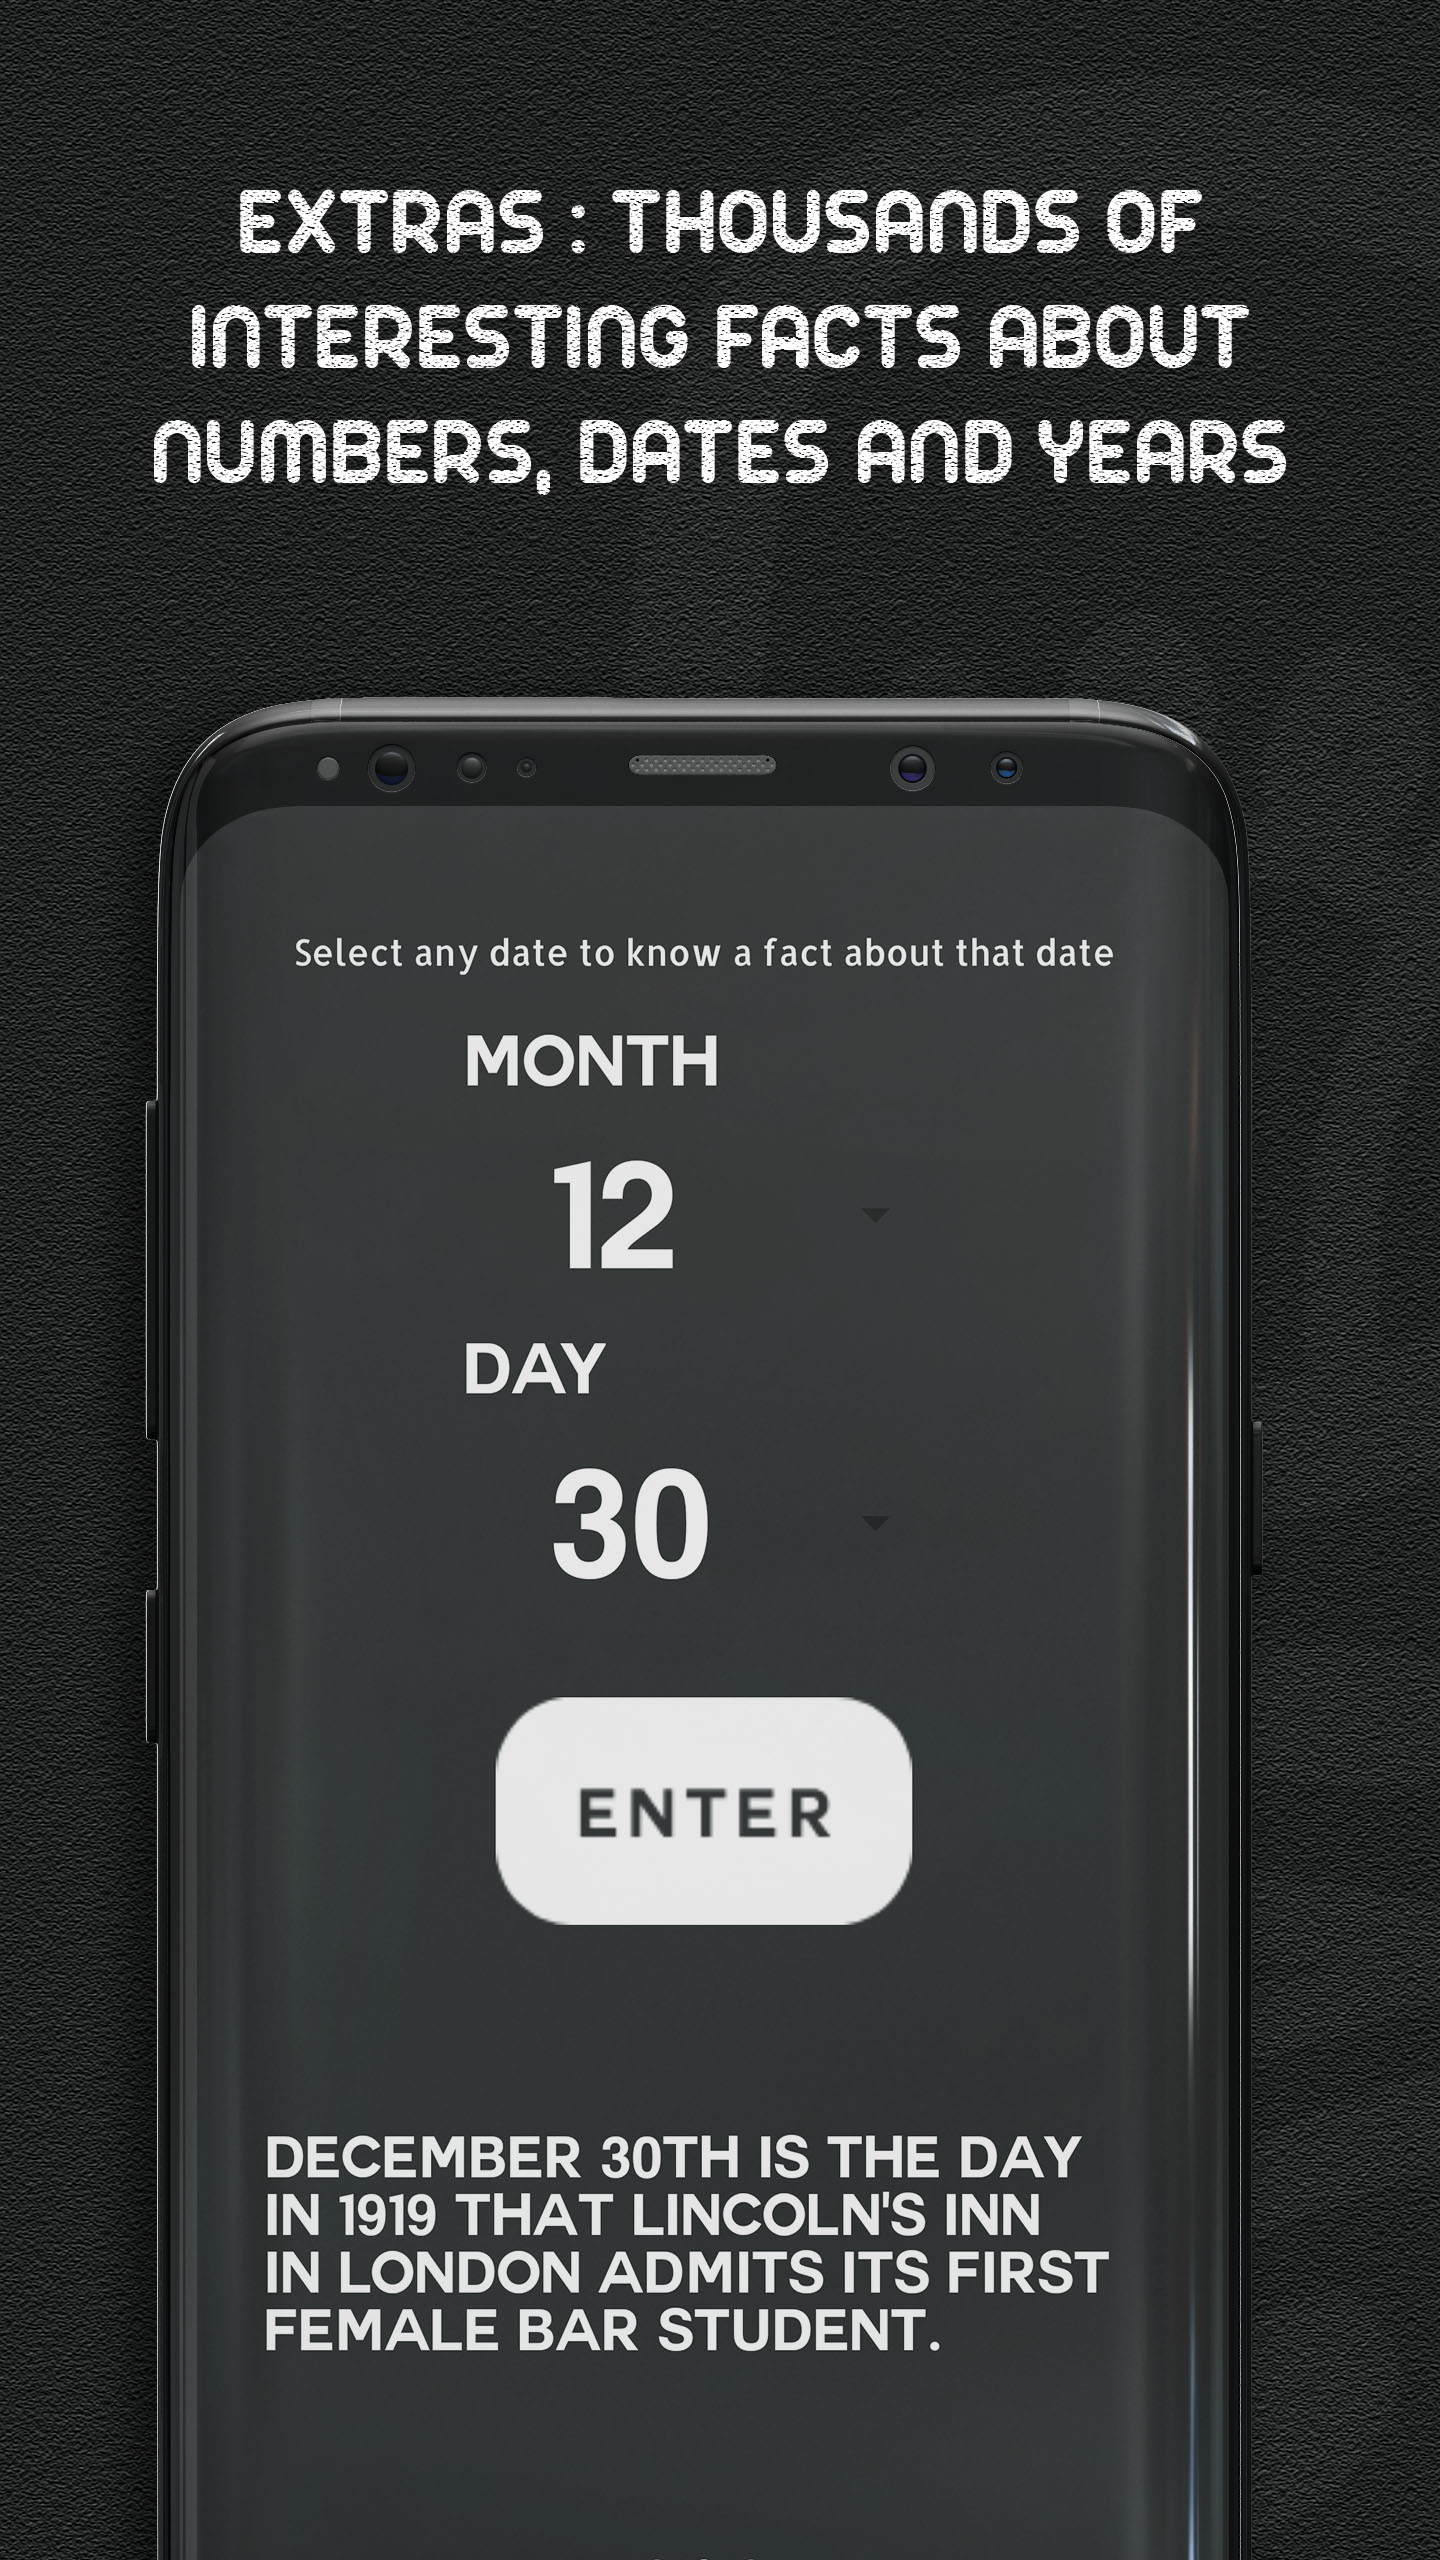 EXTRAS : THOUSANDS OF
INTERESTING FACTS ABOUT
NUMBERS, DATES AND YEARS
Select any date to know a fact about that date
MONTH
12
DAY
30
ENTER
DECEMBER 30TH IS THE DAY
IN 1919 THAT LINCOLN'S INN
IN LONDON ADMITS ITS FIRST
FEMALE BAR STUDENT.